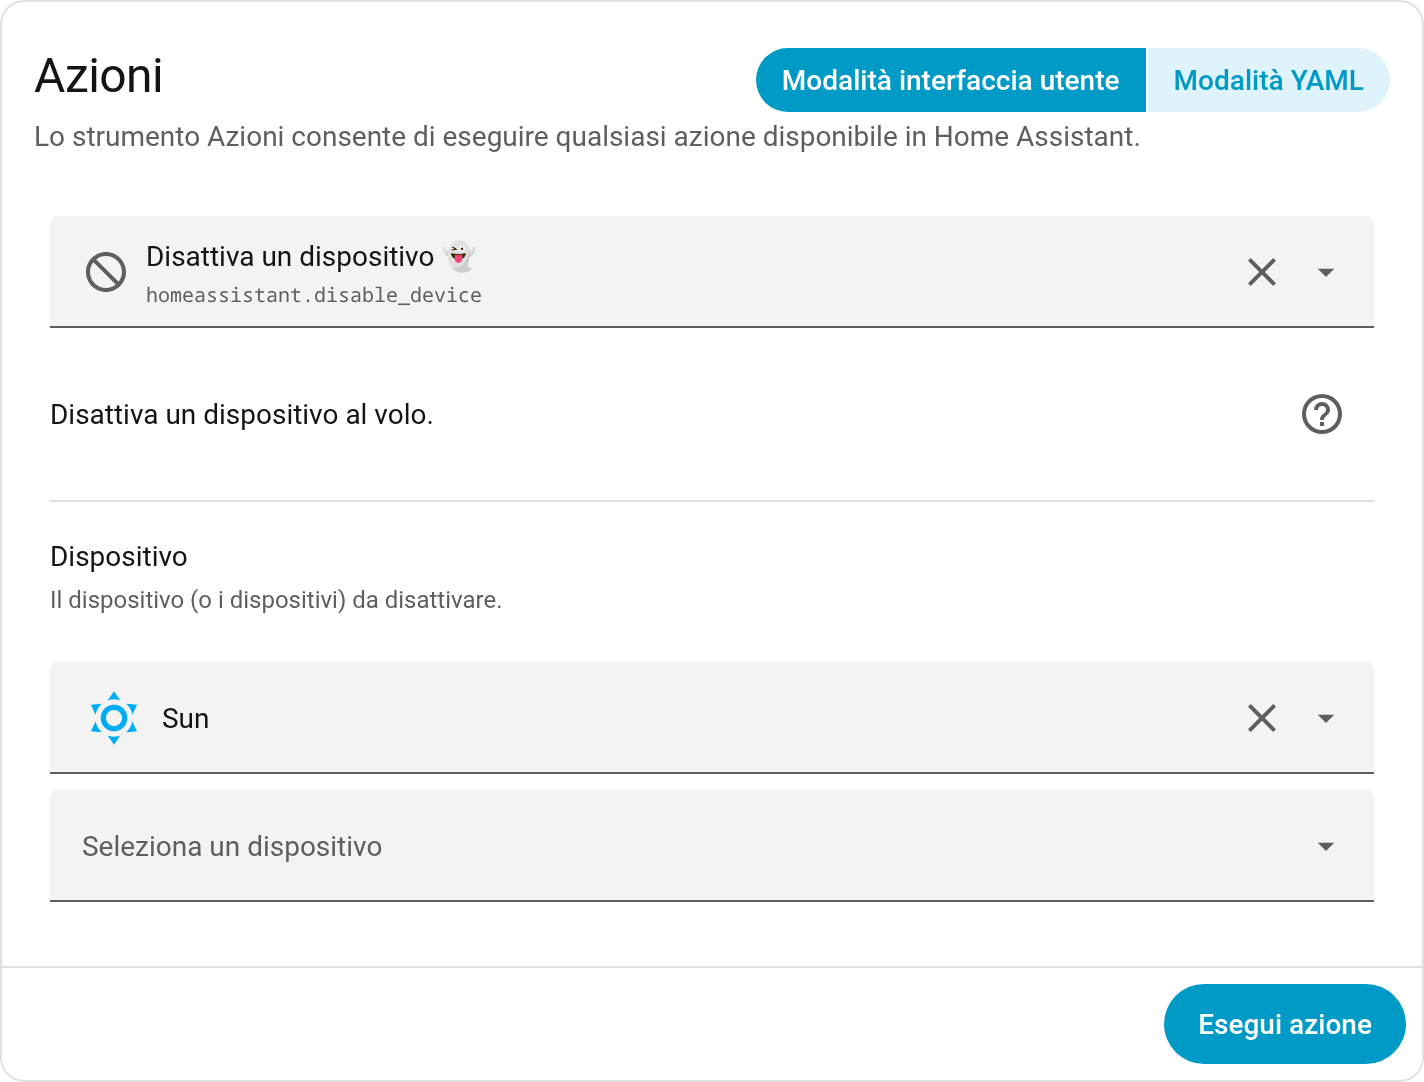 Azioni
Modalità interfaccia utente
Modalità YAML
Lo strumento Azioni consente di eseguire qualsiasi azione disponibile in Home Assistant.
Disattiva un dispositivo 👻
homeassistant.disable_device
Disattiva un dispositivo al volo.
Dispositivo
Il dispositivo (o i dispositivi) da disattivare.
Sun
Seleziona un dispositivo
Esegui azione